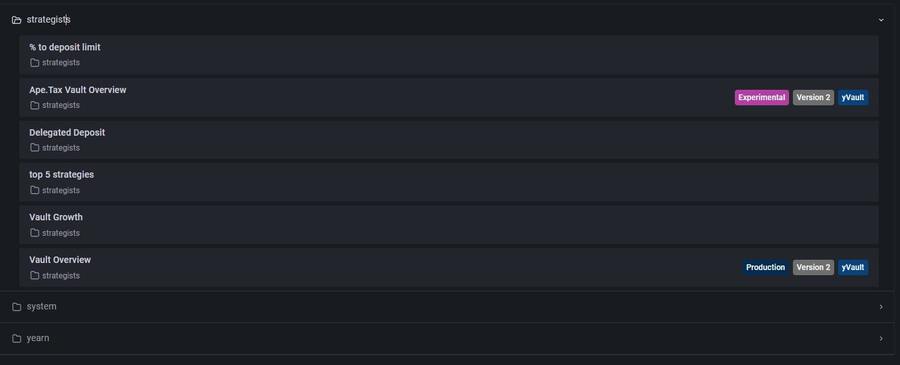 strategists
% to deposit limit
strategists
Ape.Tax Vault Overview
Experimental Version 2 yVault
strategists
Delegated Deposit
strategists
top 5 strategies
strategists
Vault Growth
strategists
Vault Overview
Production Version 2 yVault
strategists
system
yearn